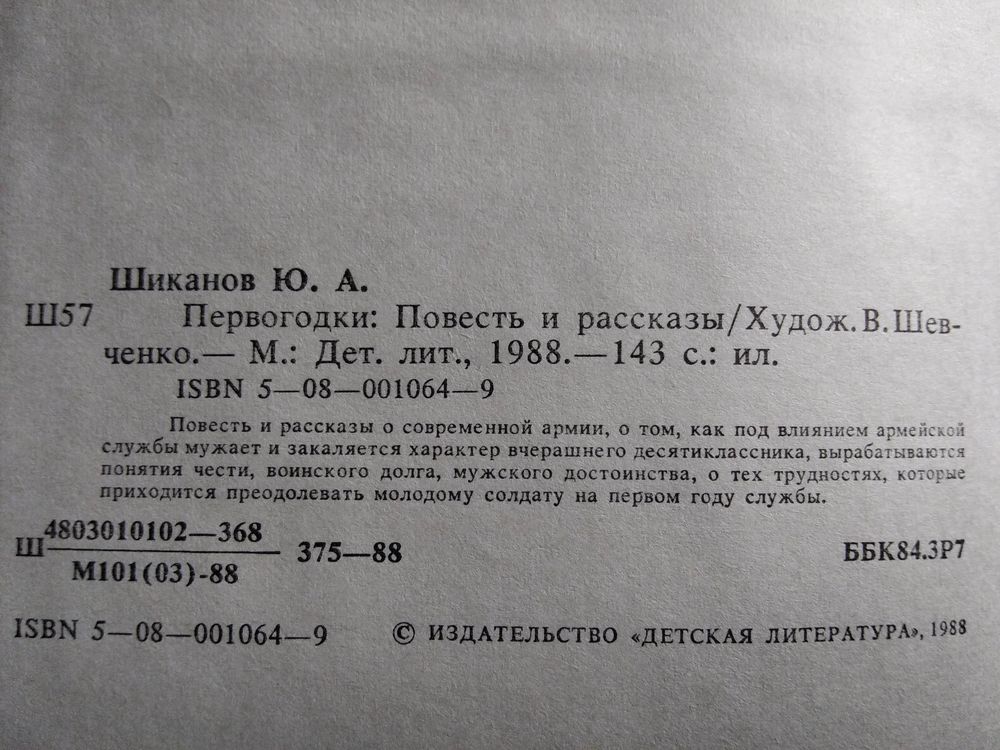 Шиканов Ю. А.
Ш57 Первогодки: Повесть и рассказы/Худож. В. Шев-
ченко.— М.: Дет. лит., 1988.—143 с.: ил.
ISBN 5—08—001064—9
Повесть и рассказы о современной армии, о том, как под влиянием армейской
службы мужает и закаляется характер вчерашнего десятиклассника, вырабатываются
понятия чести, воинского долга, мужского достоинства, о тех трудностях, которые
приходится преодолевать молодому солдату на первом году службы.
4803010102—368
Ш 375—88 ББК84.3Р7
М101(03)-88
ISBN 5—08—001064—9 © ИЗДАТЕЛЬСТВО «ДЕТСКАЯ ЛИТЕРАТУРА», 1988